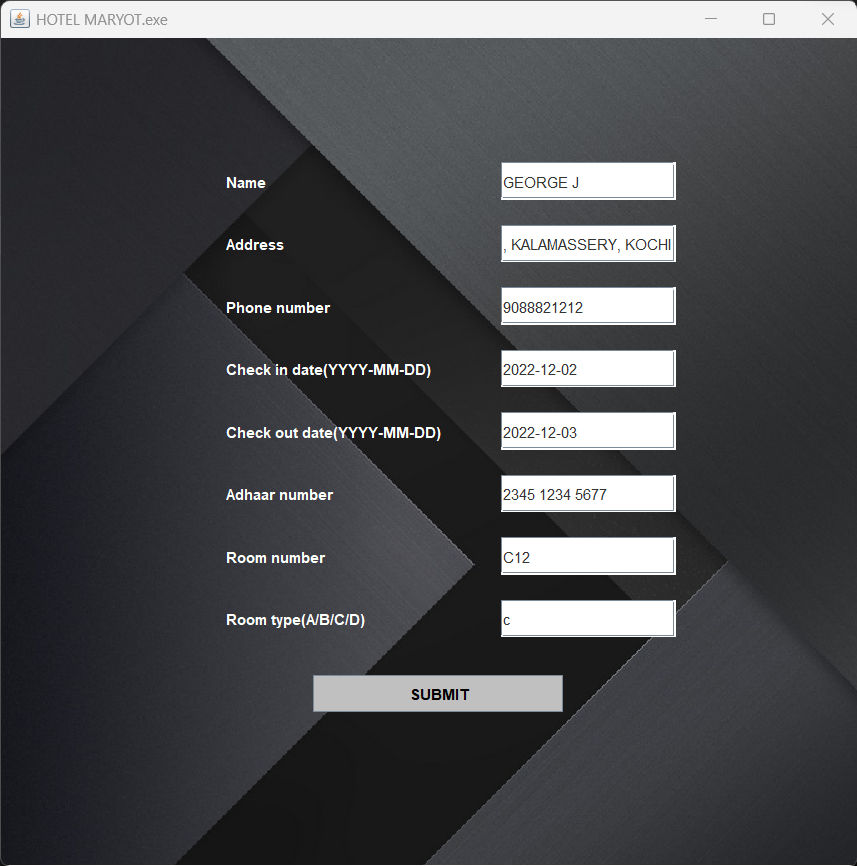 HOTEL MARYOT.exe
Name GEORGE J
Address , KALAMASSERY, KOCHI
Phone number 9088821212
Check in date(YYYY-MM-DD) 2022-12-02
Check out date(YYYY-MM-DD) 2022-12-03
Adhaar number 2345 1234 5677
Room number C12
Room type(A/B/C/D) c
SUBMIT